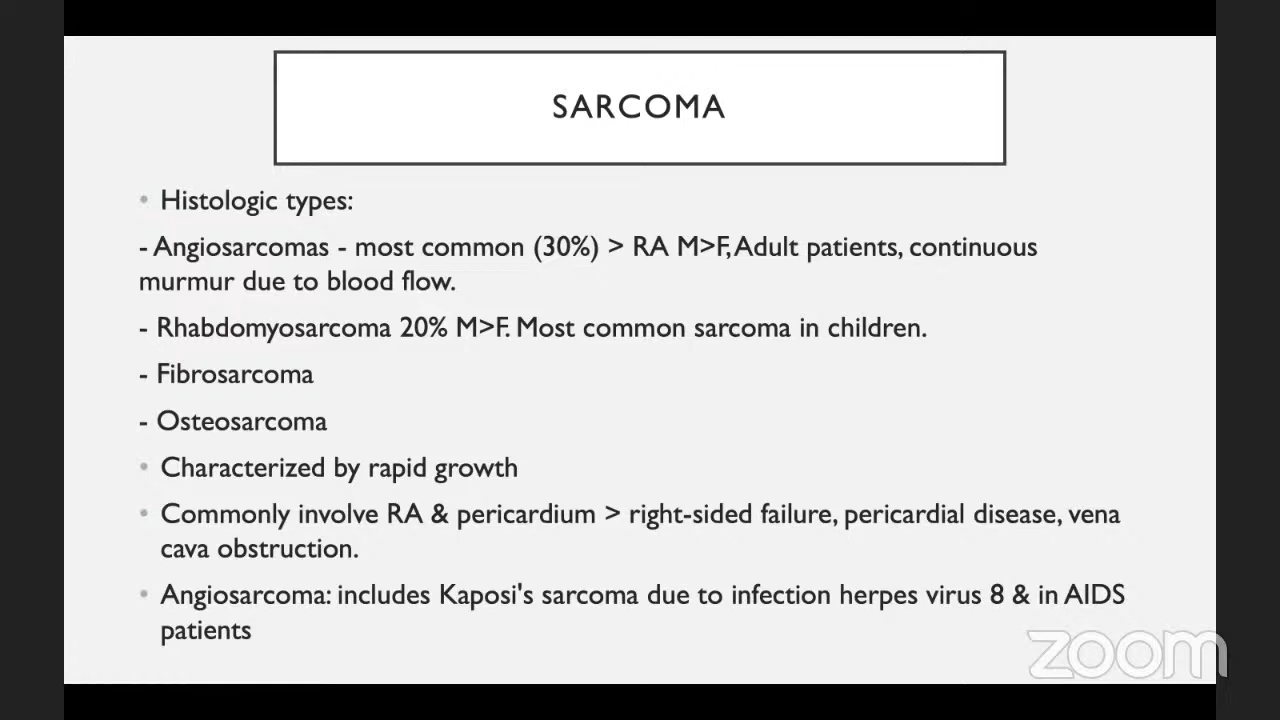 SARCOMA
• Histologic types:
- Angiosarcomas - most common (30%) > RA M>F, Adult patients, continuous
murmur due to blood flow.
- Rhabdomyosarcoma 20% M>F. Most common sarcoma in children.
- Fibrosarcoma
- Osteosarcoma
• Characterized by rapid growth
• Commonly involve RA & pericardium > right-sided failure, pericardial disease, vena
cava obstruction.
• Angiosarcoma: includes Kaposi's sarcoma due to infection herpes virus 8 & in AIDS
patients
zoom